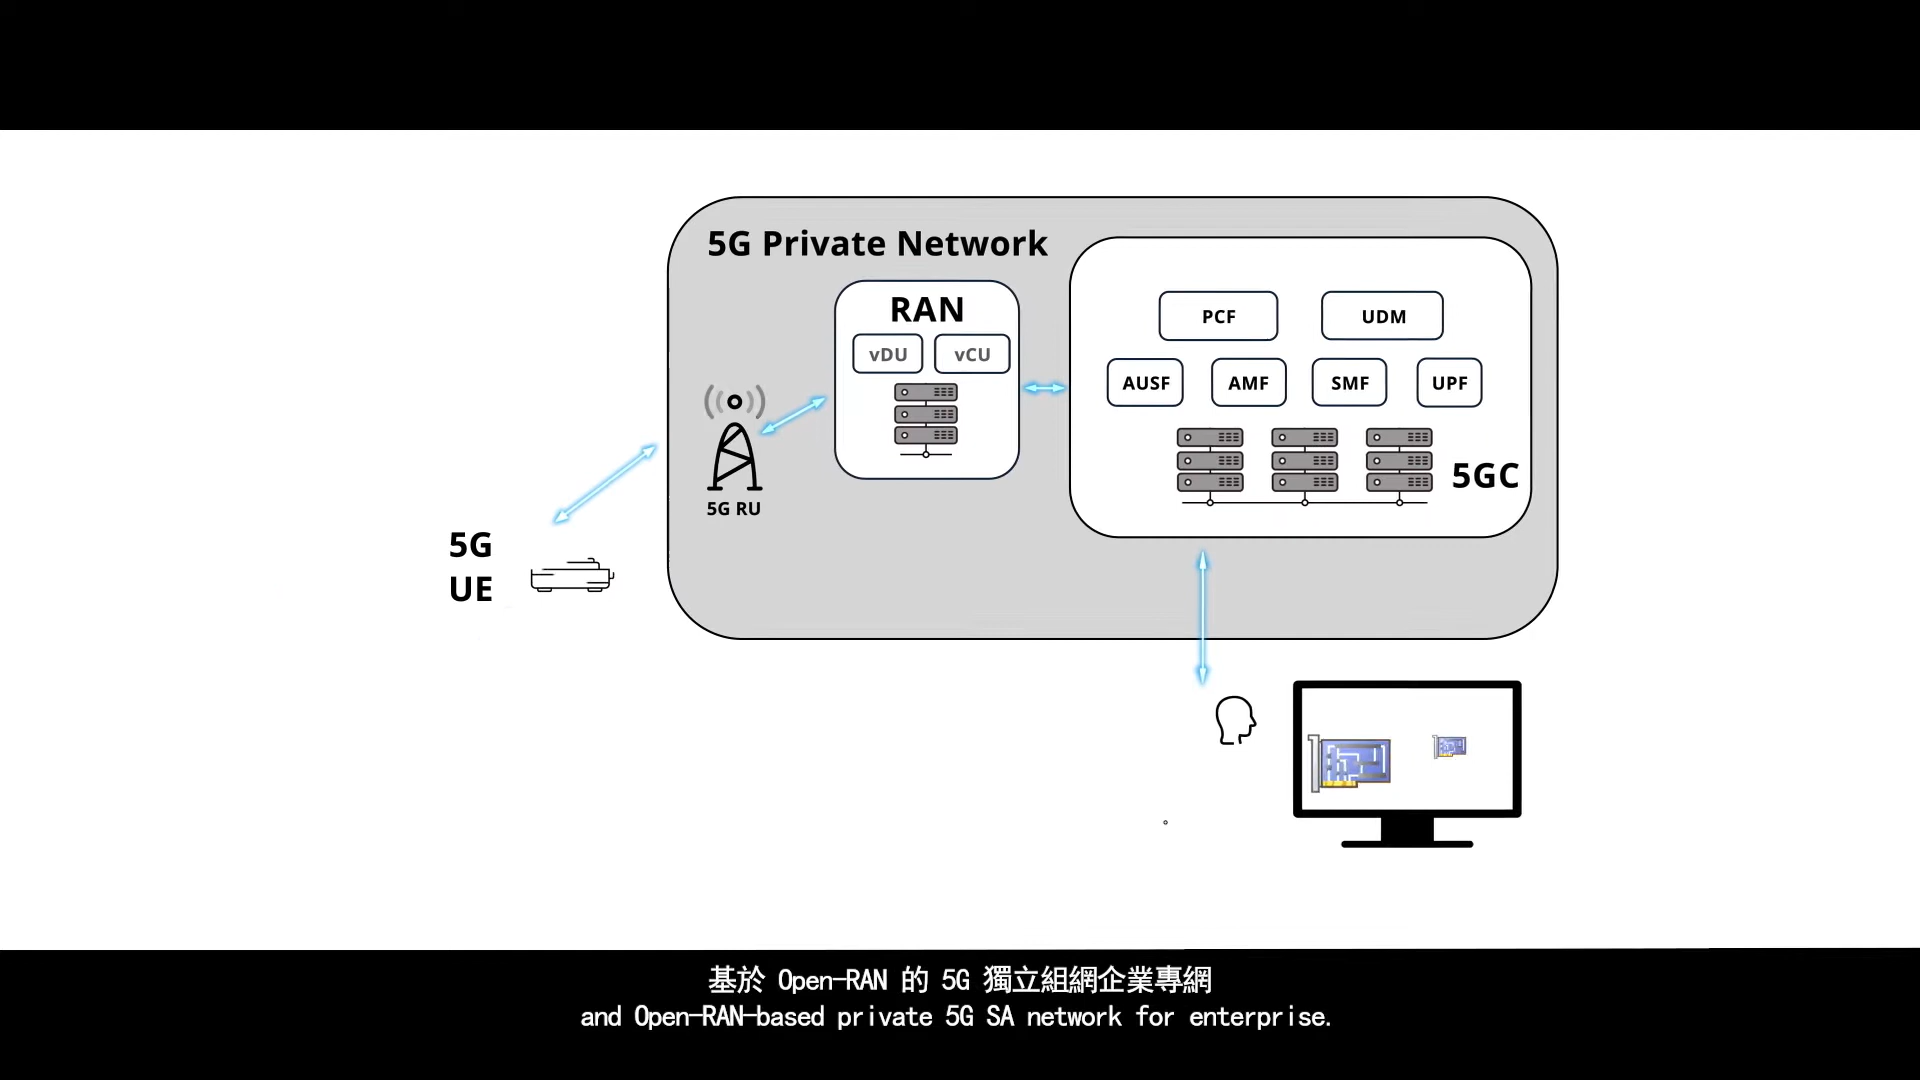 5G Private Network
RAN
vDU
vCU
5G RU
PCF
UDM
AUSF
AMF
SMF
UPF
5GC
5G
UE
基於 Open-RAN 的 5G 獨立組網企業專網
and Open-RAN-based private 5G SA network for enterprise.